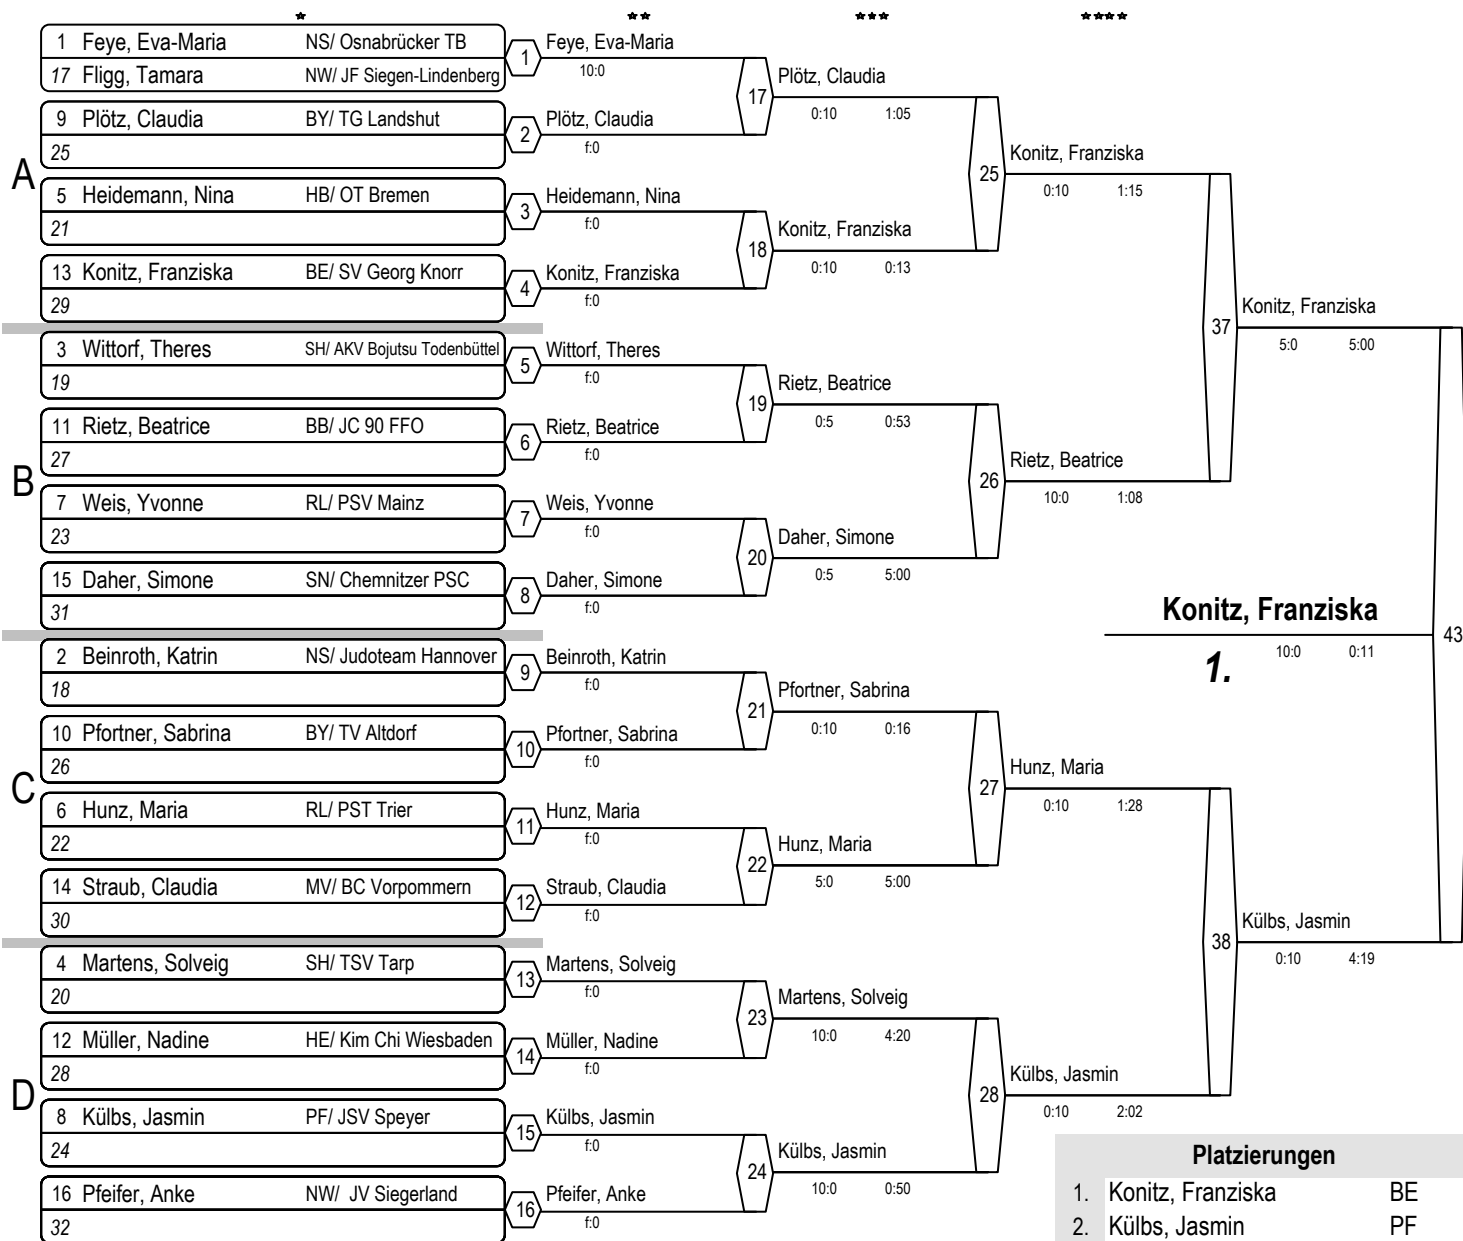 * ** *** ****
A
1 Feye, Eva-Maria NS/ Osnabrücker TB
17 Fligg, Tamara NW/ JF Siegen-Lindenberg
9 Plötz, Claudia BY/ TG Landshut
25
5 Heidemann, Nina HB/ OT Bremen
21
13 Konitz, Franziska BE/ SV Georg Knorr
29
B
3 Wittorf, Theres SH/ AKV Bojutsu Todenbüttel
19
11 Rietz, Beatrice BB/ JC 90 FFO
27
7 Weis, Yvonne RL/ PSV Mainz
23
15 Daher, Simone SN/ Chemnitzer PSC
31
C
2 Beinroth, Katrin NS/ Judoteam Hannover
18
10 Pfortner, Sabrina BY/ TV Altdorf
26
6 Hunz, Maria RL/ PST Trier
22
14 Straub, Claudia MV/ BC Vorpommern
30
D
4 Martens, Solveig SH/ TSV Tarp
20
12 Müller, Nadine HE/ Kim Chi Wiesbaden
28
8 Külbs, Jasmin PF/ JSV Speyer
24
16 Pfeifer, Anke NW/ JV Siegerland
32
1 Feye, Eva-Maria
10:0
2 Plötz, Claudia
f:0
3 Heidemann, Nina
f:0
4 Konitz, Franziska
f:0
5 Wittorf, Theres
f:0
6 Rietz, Beatrice
f:0
7 Weis, Yvonne
f:0
8 Daher, Simone
f:0
9 Beinroth, Katrin
f:0
10 Pfortner, Sabrina
f:0
11 Hunz, Maria
f:0
12 Straub, Claudia
f:0
13 Martens, Solveig
f:0
14 Müller, Nadine
f:0
15 Külbs, Jasmin
f:0
16 Pfeifer, Anke
f:0
17 Plötz, Claudia
0:10 1:05
18 Konitz, Franziska
0:10 0:13
19 Rietz, Beatrice
0:5 0:53
20 Daher, Simone
0:5 5:00
21 Pfortner, Sabrina
0:10 0:16
22 Hunz, Maria
5:0 5:00
23 Martens, Solveig
10:0 4:20
24 Külbs, Jasmin
10:0 0:50
25 Konitz, Franziska
0:10 1:15
26 Rietz, Beatrice
10:0 1:08
27 Hunz, Maria
0:10 1:28
28 Külbs, Jasmin
0:10 2:02
37 Konitz, Franziska
5:0 5:00
38 Külbs, Jasmin
0:10 4:19
Konitz, Franziska 43
1. 10:0 0:11
Platzierungen
1. Konitz, Franziska BE
2. Külbs, Jasmin PF